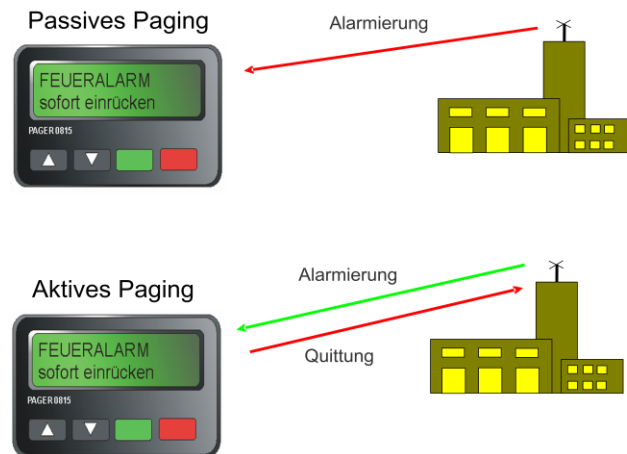 Passives Paging
Alarmierung
FEUERALARM
sofort einrücken
PAGER 0815
Aktives Paging
Alarmierung
Quittung
FEUERALARM
sofort einrücken
PAGER 0815